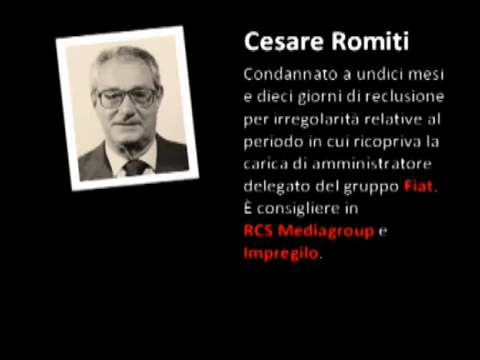 Cesare Romiti
Condannato a undici mesi
e dieci giorni di reclusione
per irregolarità relative al
periodo in cui ricopriva la
carica di amministratore
delegato del gruppo Fiat.
È consigliere in
RCS Mediagroup e
Impregilo.